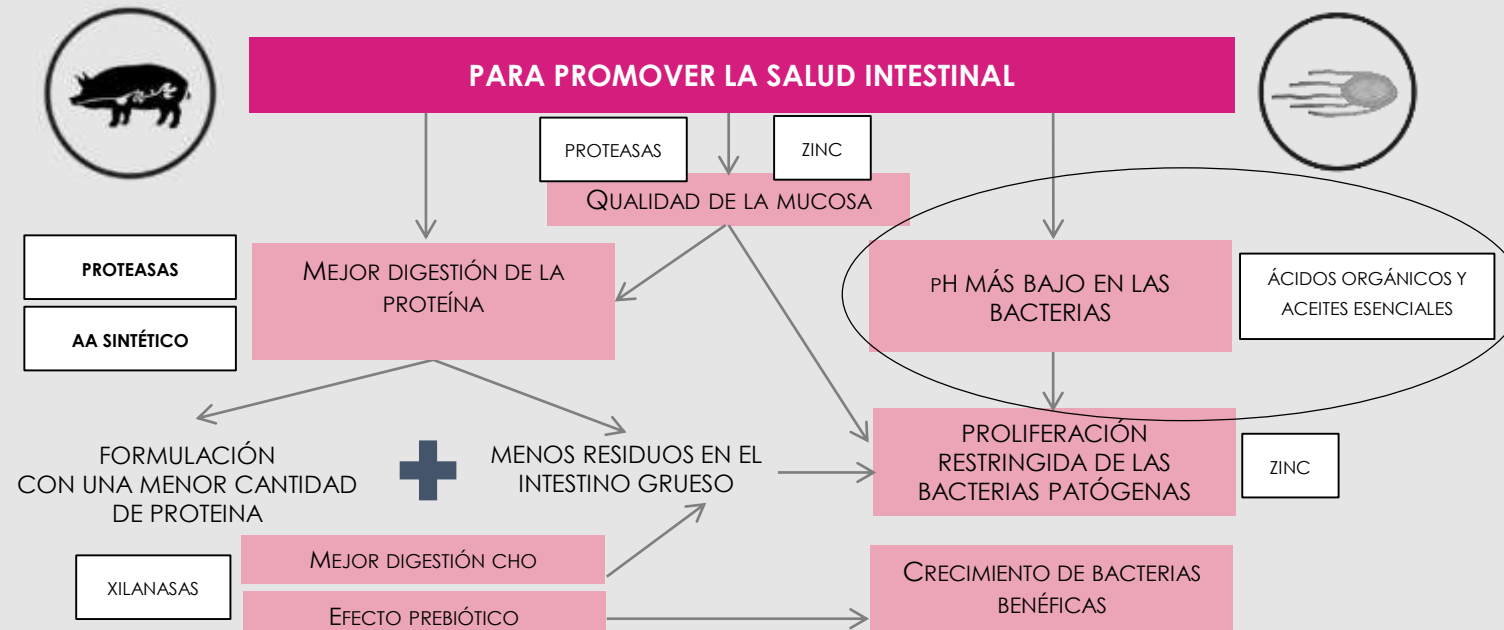 PARA PROMOVER LA SALUD INTESTINAL
PROTEASAS
ZINC
QUALIDAD DE LA MUCOSA
PROTEASAS
AA SINTÉTICO
MEJOR DIGESTIÓN DE LA
PROTEÍNA
PH MÁS BAJO EN LAS
BACTERIAS
ÁCIDOS ORGÁNICOS Y
ACEITES ESENCIALES
FORMULACIÓN
CON UNA MENOR CANTIDAD
DE PROTEINA
MENOS RESIDUOS EN EL
INTESTINO GRUESO
PROLIFERACIÓN
RESTRINGIDA DE LAS
BACTERIAS PATÓGENAS
ZINC
XILANASAS
MEJOR DIGESTIÓN CHO
EFECTO PREBIÓTICO
CRECIMIENTO DE BACTERIAS
BENÉFICAS